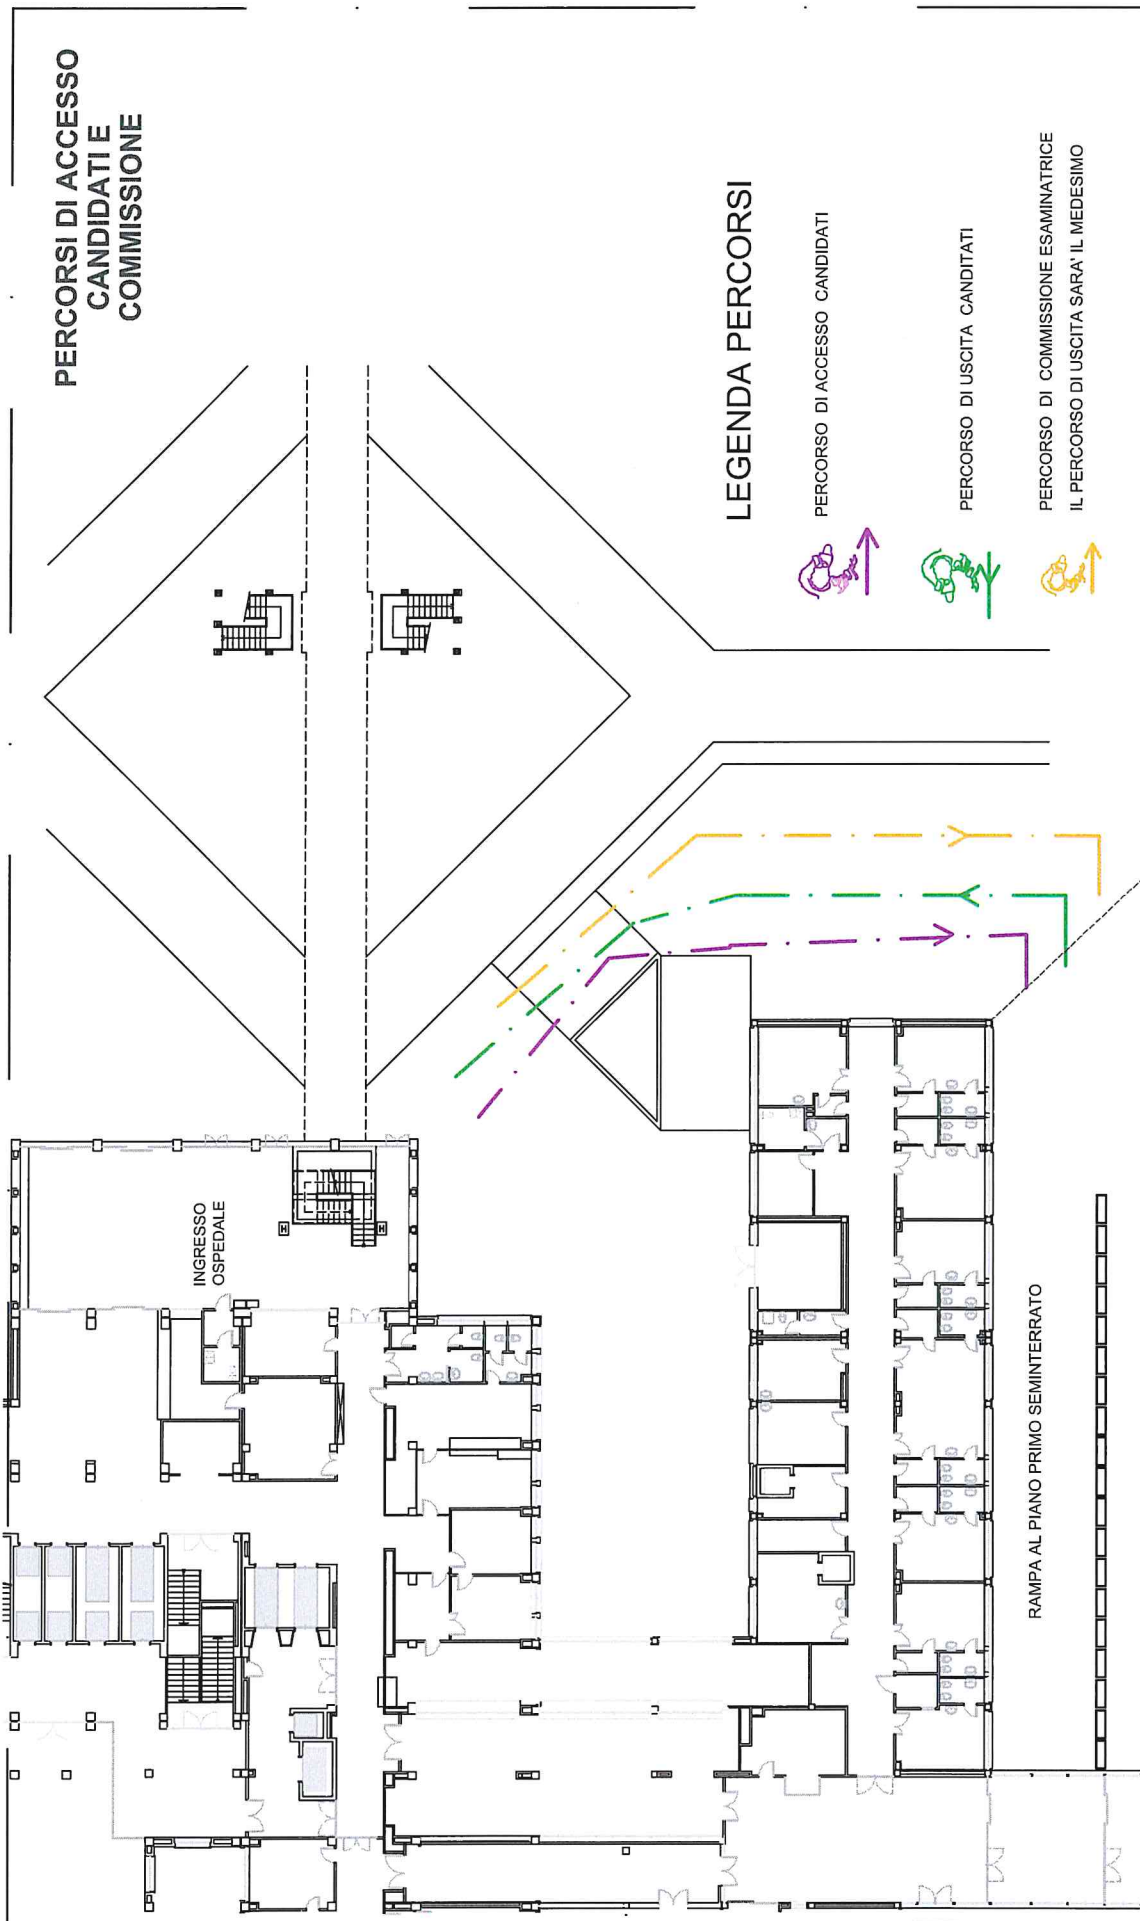 PERCORSI DI ACCESSO
CANDIDATI E
COMMISSIONE
LEGENDA PERCORSI
PERCORSO DI ACCESSO CANDIDATI
PERCORSO DI USCITA CANDITATI
PERCORSO DI COMMISSIONE ESAMINATRICE
IL PERCORSO DI USCITA SARA' IL MEDESIMO
INGRESSO
OSPEDALE
H
H
RAMPA AL PIANO PRIMO SEMINTERRATO